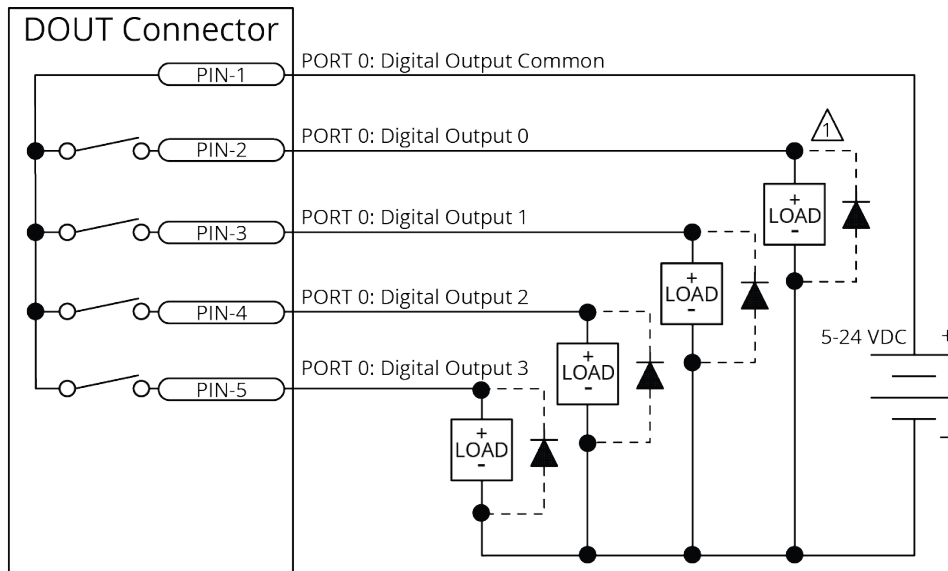 DOUT Connector
PORT 0: Digital Output Common
PIN-1
PORT 0: Digital Output 0
1
PIN-2
+
LOAD
-
PORT 0: Digital Output 1
PIN-3
+
LOAD
-
PORT 0: Digital Output 2
PIN-4
5-24 VDC
+
-
+
LOAD
-
PORT 0: Digital Output 3
PIN-5
+
LOAD
-